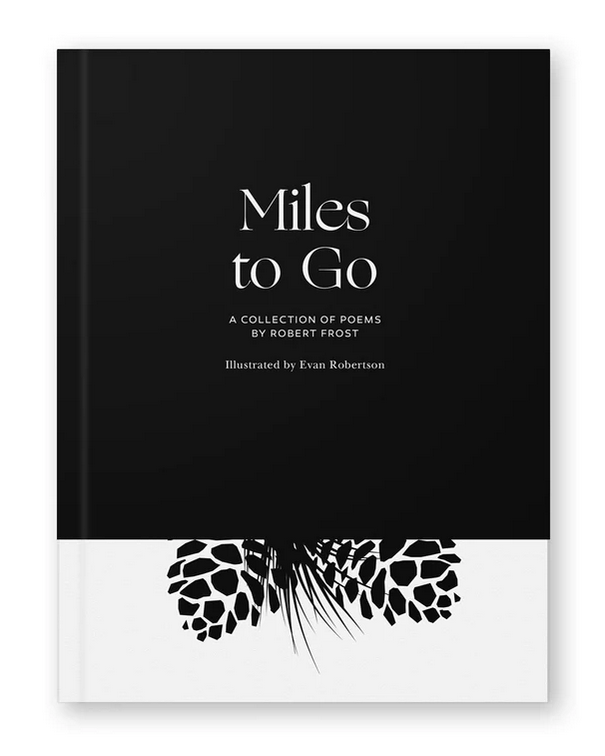 Miles
to Go
A COLLECTION OF POEMS
BY ROBERT FROST
Illustrated by Evan Robertson